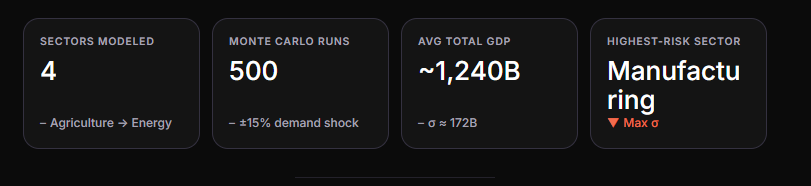 SECTORS MODELED
4
– Agriculture → Energy
MONTE CARLO RUNS
500
– ±15% demand shock
AVG TOTAL GDP
~1,240B
– σ ≈ 172B
HIGHEST-RISK SECTOR
Manufactu
ring
▼ Max σ